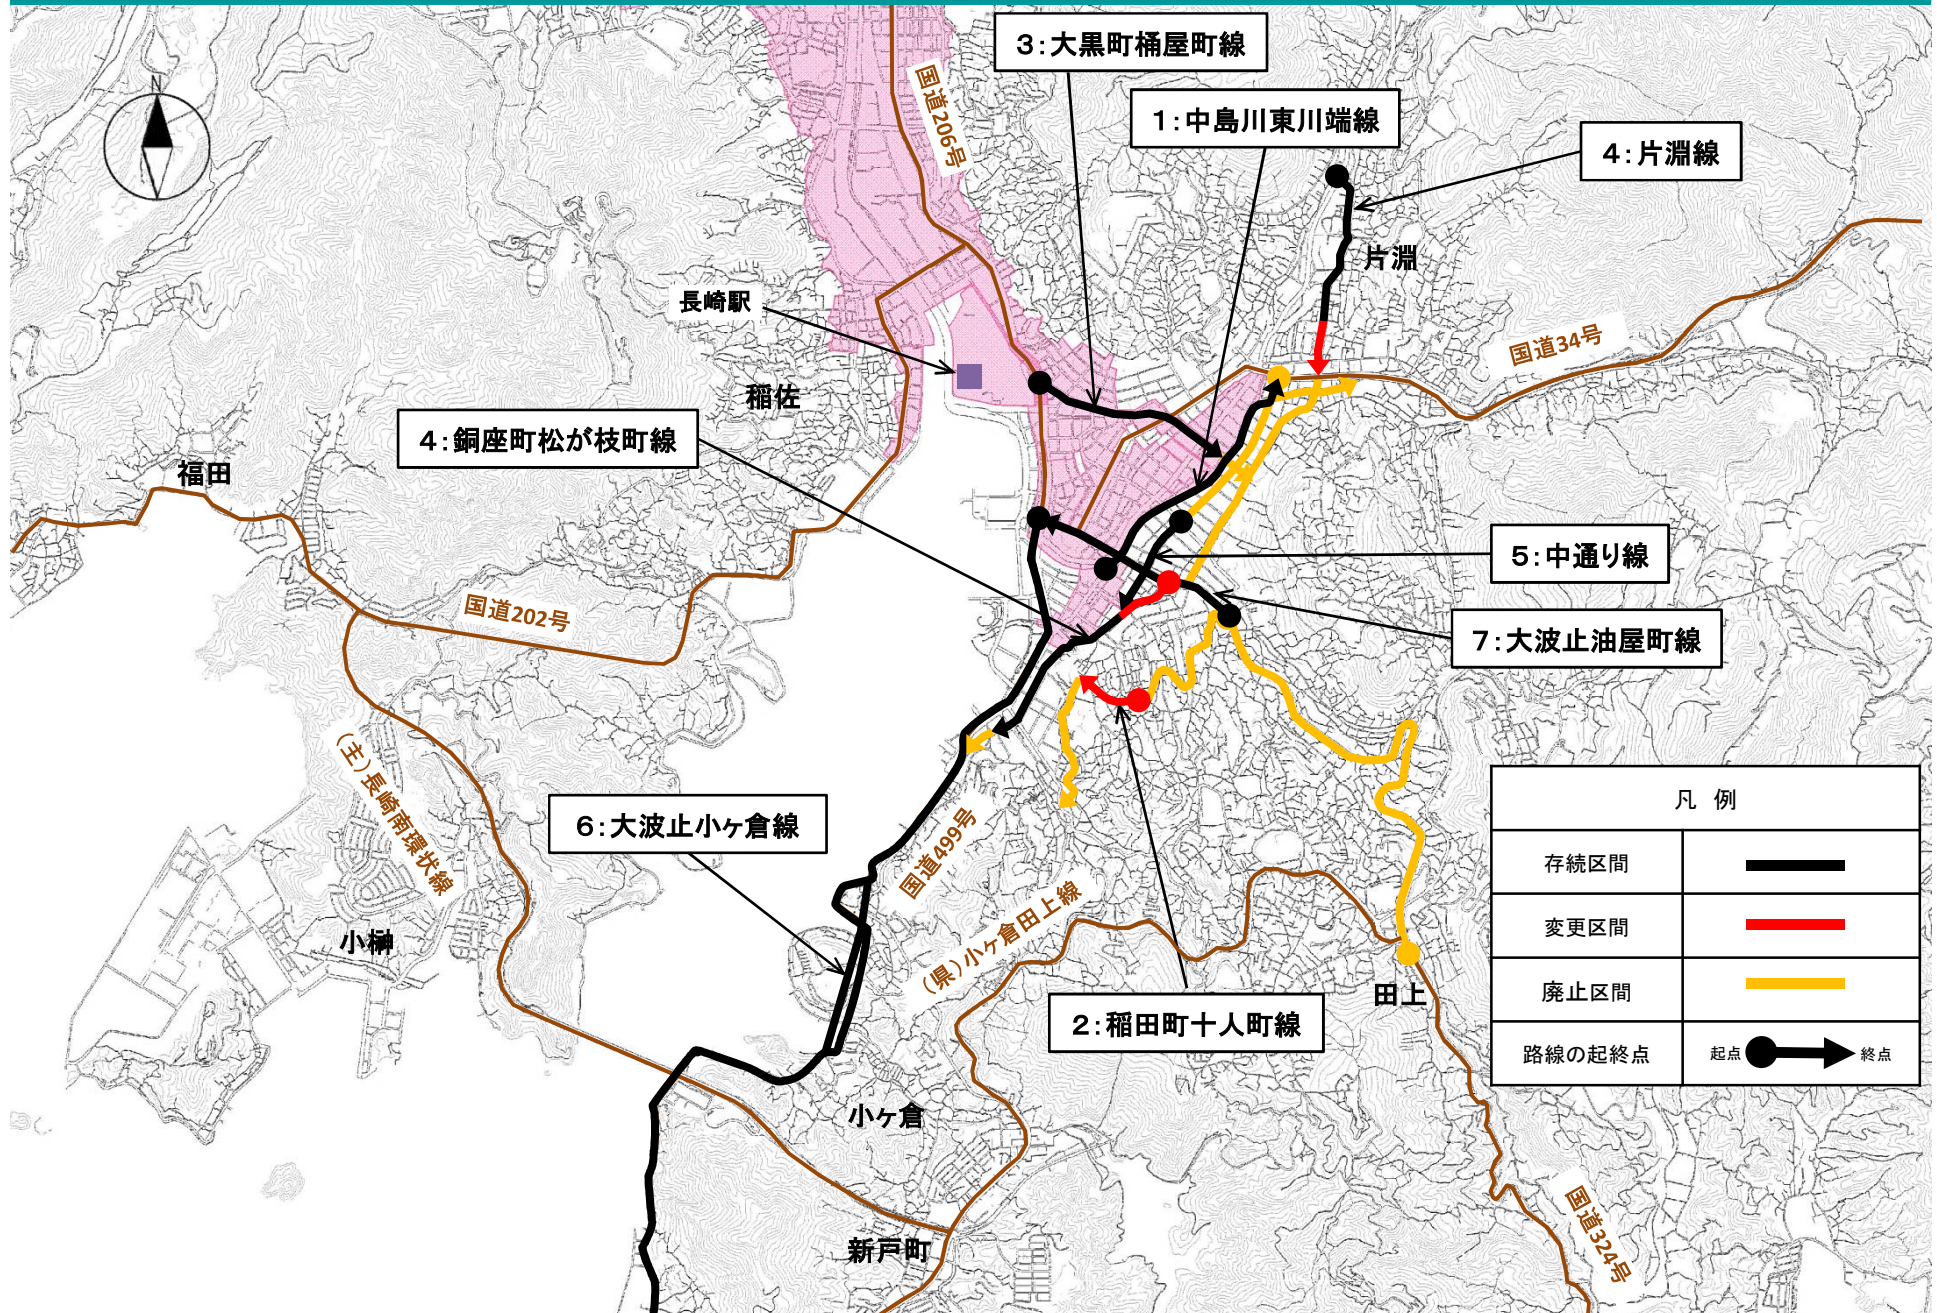 3:大黒町桶屋町線
国道206号
N
1:中島川東川端線
4:片淵線
片淵
長崎駅
国道34号
稲佐
4:銅座町松が枝町線
福田
5:中通り線
国道202号
7:大波止油屋町線
(主)長崎南環状線
6:大波止小ヶ倉線
国道499号
(県)小ヶ倉田上線
小榊
田上
2:稲田町十人町線
小ヶ倉
新戸町
国道324号
凡 例
存続区間
変更区間
廃止区間
路線の起終点
起点
終点